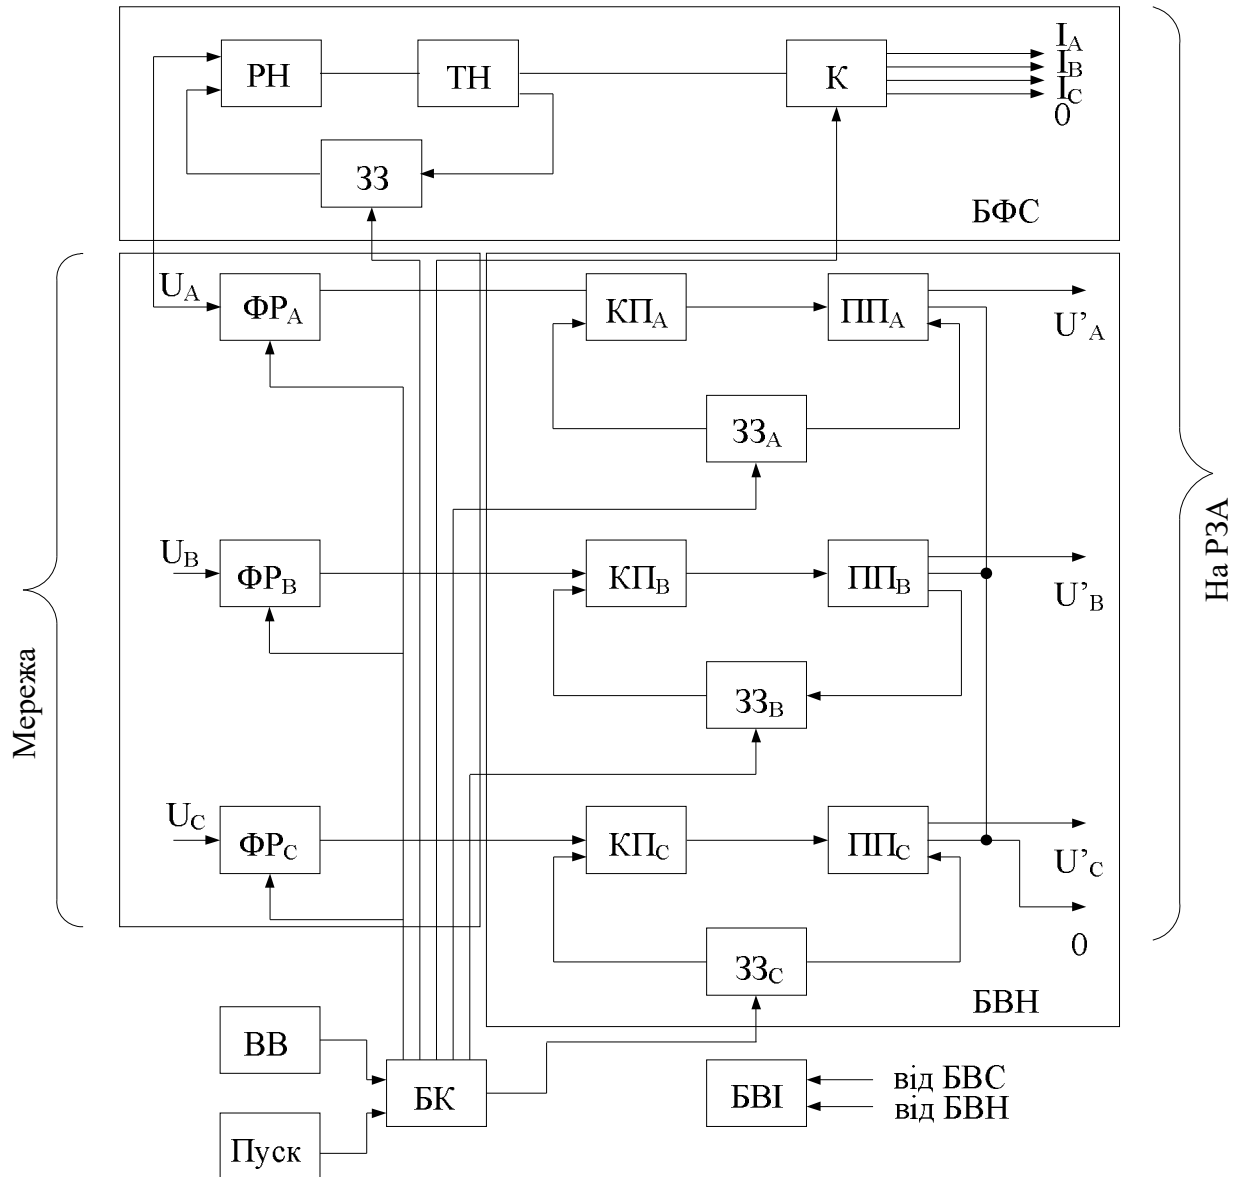 РН
ТН
К
I_A
I_B
I_C
0
ЗЗ
БФС
U_A
ФР_A
КП_A
ПП_A
U’_A
ЗЗ_A
На РЗА
U_B
ФР_B
КП_B
ПП_B
U’_B
Мережа
ЗЗ_B
U_C
ФР_C
КП_C
ПП_C
U’_C
0
ЗЗ_C
БВН
ВВ
БК
БВІ
від БВС
від БВН
Пуск